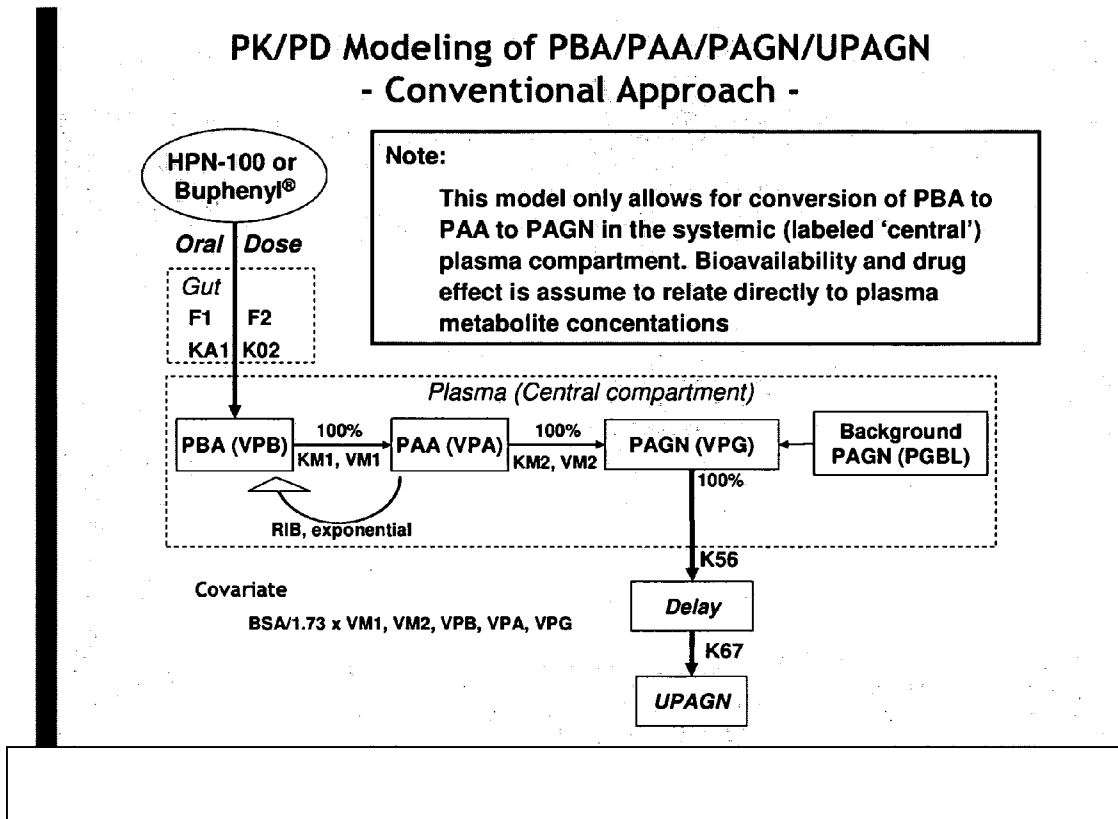 PK/PD Modeling of PBA/PAA/PAGN/UPAGN
- Conventional Approach -
HPN-100 or
Buphenyl®
Oral Dose
Gut
F1 F2
KA1 K02
Note:
This model only allows for conversion of PBA to
PAA to PAGN in the systemic (labeled ‘central’)
plasma compartment. Bioavailability and drug
effect is assume to relate directly to plasma
metabolite concentations
Plasma (Central compartment)
PBA (VPB)
100%
KM1, VM1
PAA (VPA)
100%
KM2, VM2
PAGN (VPG)
Background
PAGN (PGBL)
100%
RIB, exponential
K56
Covariate
BSA/1.73 x VM1, VM2, VPB, VPA, VPG
Delay
K67
UPAGN